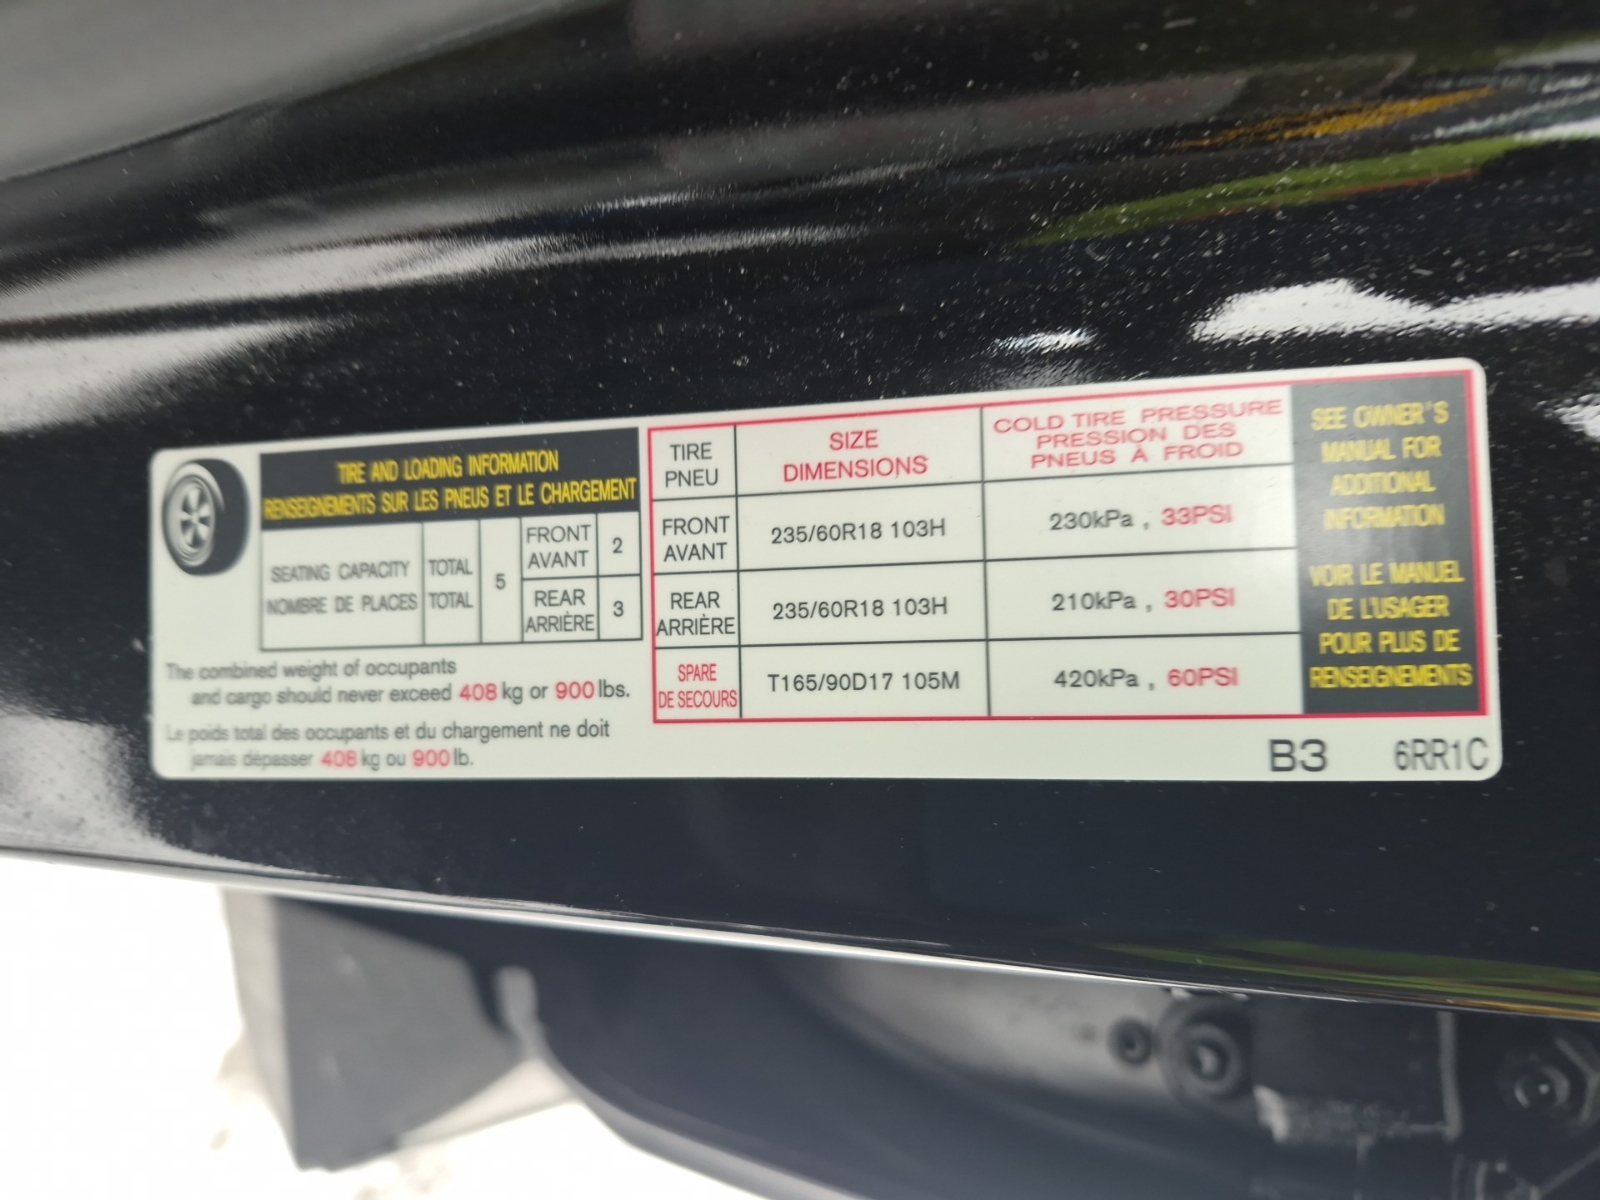 TIRE AND LOADING INFORMATION
RENSEIGNEMENTS SUR LES PNEUS ET LE CHARGEMENT
SEATING CAPACITY TOTAL 5 FRONT 2
AVANT
NOMBRE DE PLACES TOTAL REAR 3
ARRIÈRE
The combined weight of occupants
and cargo should never exceed 408 kg or 900 lbs.
Le poids total des occupants et du chargement ne doit
jamais dépasser 408 kg ou 900 lb.
TIRE
PNEU
SIZE
DIMENSIONS
COLD TIRE PRESSURE
PRESSION DES
PNEUS À FROID
FRONT
AVANT
235/60R18 103H
230kPa , 33PSI
REAR
ARRIÈRE
235/60R18 103H
210kPa , 30PSI
SPARE
DE SECOURS
T165/90D17 105M
420kPa , 60PSI
SEE OWNER'S
MANUAL FOR
ADDITIONAL
INFORMATION
VOIR LE MANUEL
DE L'USAGER
POUR PLUS DE
RENSEIGNEMENTS
B3 6RR1C